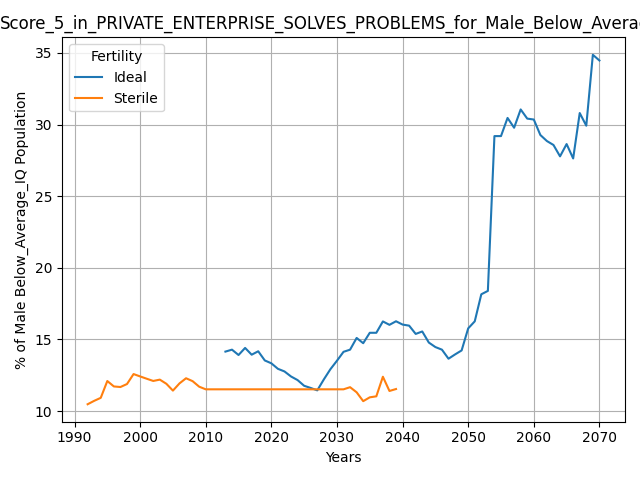 Score_5_in_PRIVATE_ENTERPRISE_SOLVES_PROBLEMS_for_Male_Below_Avera
Fertility
Ideal
Sterile
% of Male Below_Average_IQ Population
35
30
25
20
15
10
1990 2000 2010 2020 2030 2040 2050 2060 2070
Years